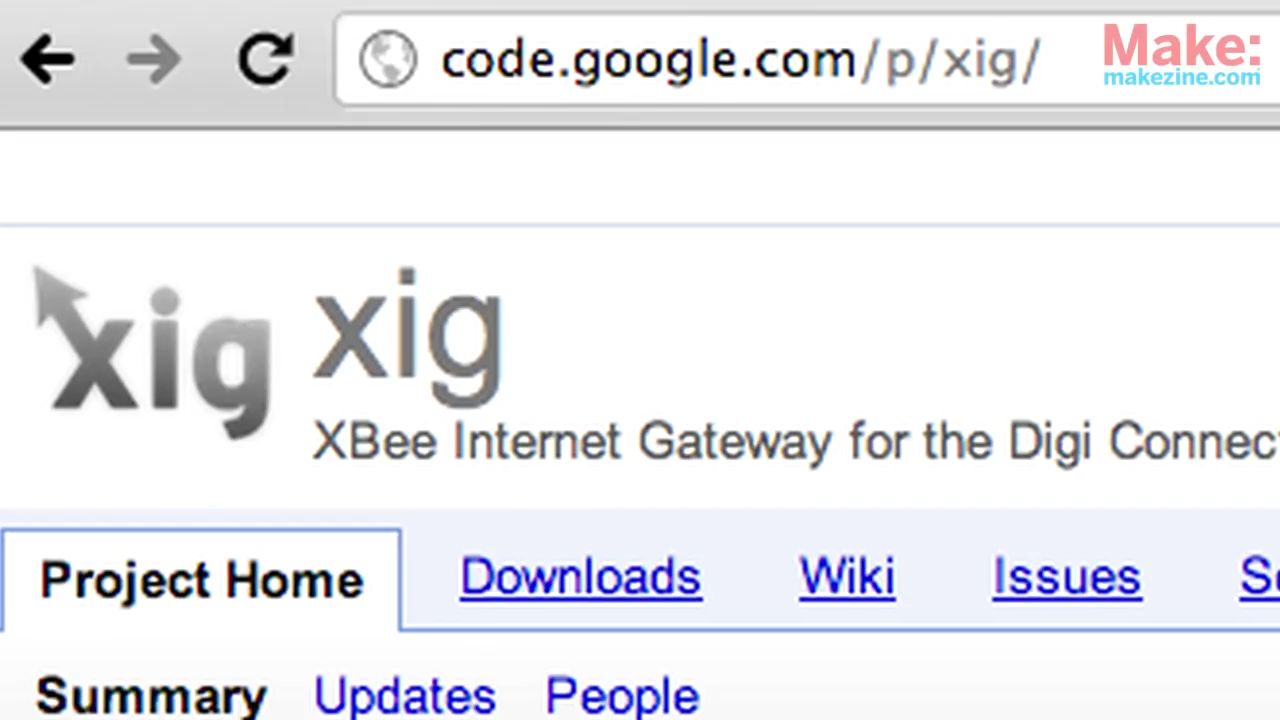 code.google.com/p/xig/
Make:
makezine.com
xig
xig
XBee Internet Gateway for the Digi
Project Home
Downloads
Wiki
Issues
Summary
Updates
People